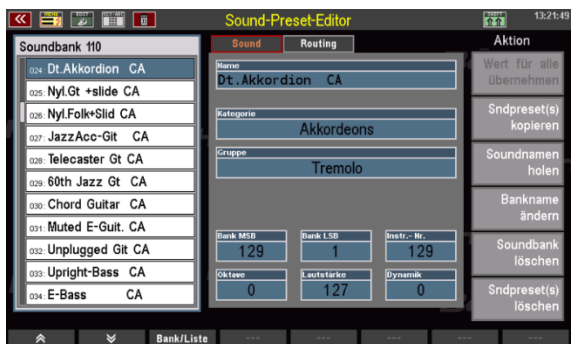 Sound-Preset-Editor
13:21:49
Soundbank 110
024: Dt.Akkordion CA
025: Nyl.Gt +slide CA
026: Nyl.Folk+Slid CA
027: JazzAcc-Git CA
028: Telecaster Gt CA
029: 60th Jazz Gt CA
030: Chord Guitar CA
031: Muted E-Guit. CA
032: Unplugged Git CA
033: Upright-Bass CA
034: E-Bass CA
Sound
Routing
Name
Dt.Akkordion CA
Kategorie
Akkordeons
Gruppe
Tremolo
Bank MSB
Bank LSB
Instr.- Nr.
129
1
129
Oktave
Lautstärke
Dynamik
0
127
0
Aktion
Wert für alle
übernehmen
Sndpreset(s)
kopieren
Soundnamen
holen
Bankname
ändern
Soundbank
löschen
Sndpreset(s)
löschen
Bank/Liste
---
---
---
---
---